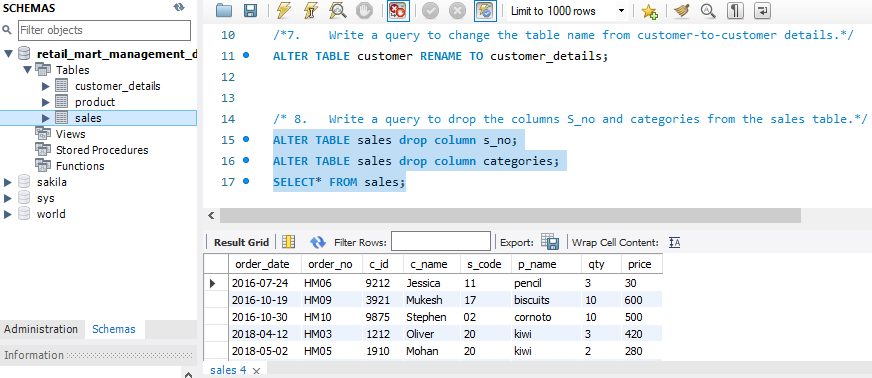 SCHEMAS
Filter objects
retail_mart_management_d
Tables
customer_details
product
sales
Views
Stored Procedures
Functions
sakila
sys
world
Administration Schemas
Information
Limit to 1000 rows
10 /*7. Write a query to change the table name from customer-to-customer details.*/
11 ALTER TABLE customer RENAME TO customer_details;
12
13
14 /* 8. Write a query to drop the columns S_no and categories from the sales table.*/
15 ALTER TABLE sales drop column s_no;
16 ALTER TABLE sales drop column categories;
17 SELECT* FROM sales;
Result Grid Filter Rows: Export: Wrap Cell Content:
order_date order_no c_id c_name s_code p_name qty price
2016-07-24 HM06 9212 Jessica 11 pencil 3 30
2016-10-19 HM09 3921 Mukesh 17 biscuits 10 600
2016-10-30 HM10 9875 Stephen 02 cornoto 10 500
2018-04-12 HM03 1212 Oliver 20 kiwi 3 420
2018-05-02 HM05 1910 Mohan 20 kiwi 2 280
sales 4